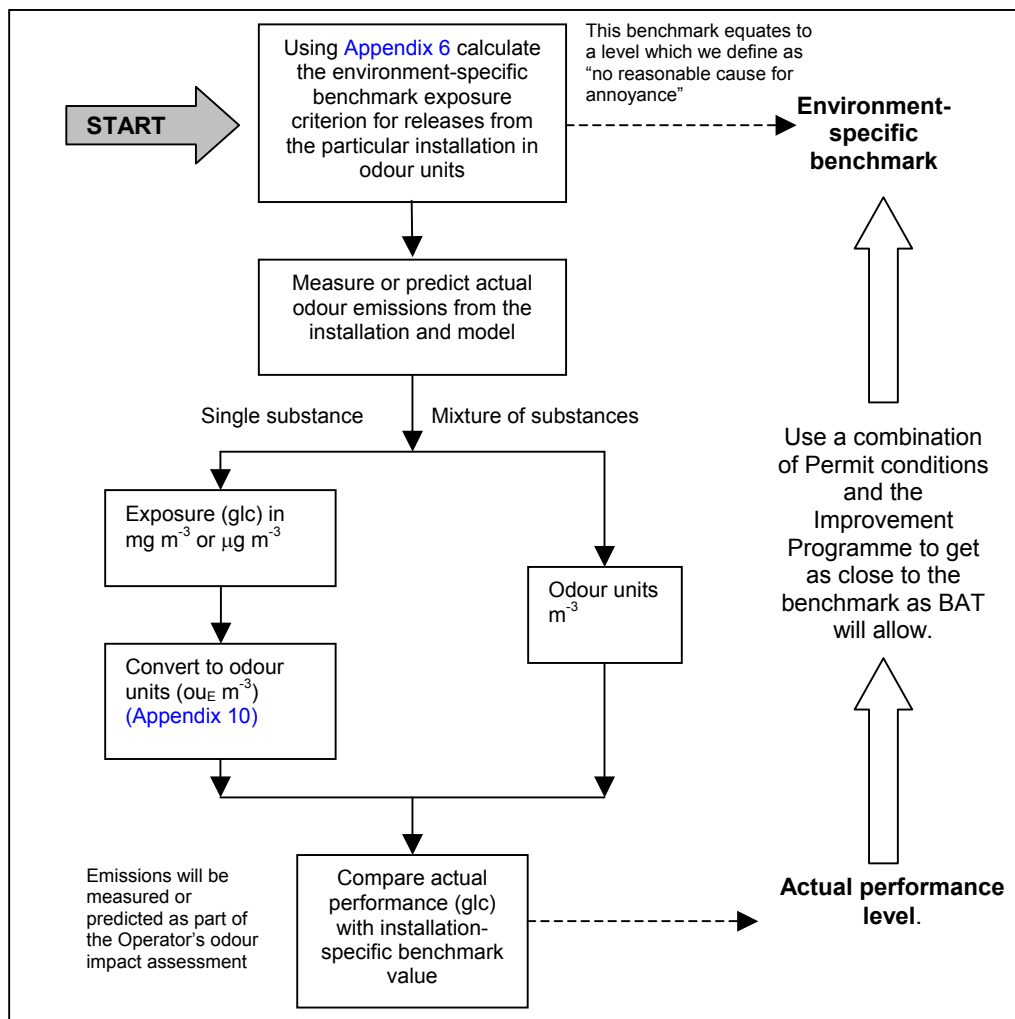 START
Using Appendix 6 calculate
the environment-specific
benchmark exposure
criterion for releases from
the particular installation in
odour units
This benchmark equates to
a level which we define as
“no reasonable cause for
annoyance”
Environment-
specific
benchmark
Measure or predict actual
odour emissions from the
installation and model
Single substance
Mixture of substances
Exposure (glc) in
mg m⁻³ or μg m⁻³
Convert to odour
units (ouE m⁻³)
(Appendix 10)
Odour units
m⁻³
Use a combination
of Permit conditions
and the
Improvement
Programme to get
as close to the
benchmark as BAT
will allow.
Emissions will be
measured or
predicted as part of
the Operator’s odour
impact assessment
Compare actual
performance (glc)
with installation-
specific benchmark
value
Actual performance
level.